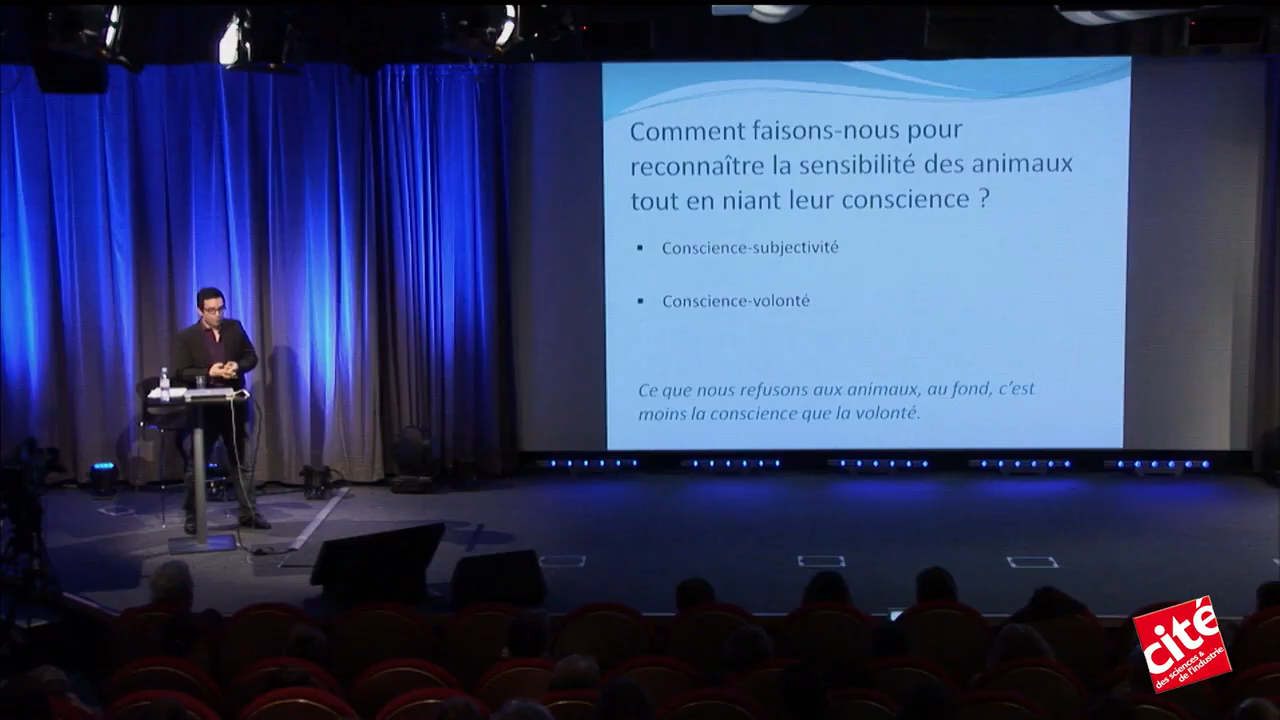 Comment faisons-nous pour
reconnaître la sensibilité des animaux
tout en niant leur conscience ?
▪ Conscience-subjectivité
▪ Conscience-volonté
Ce que nous refusons aux animaux, au fond, c’est
moins la conscience que la volonté.
cité
des sciences &
de l'industrie